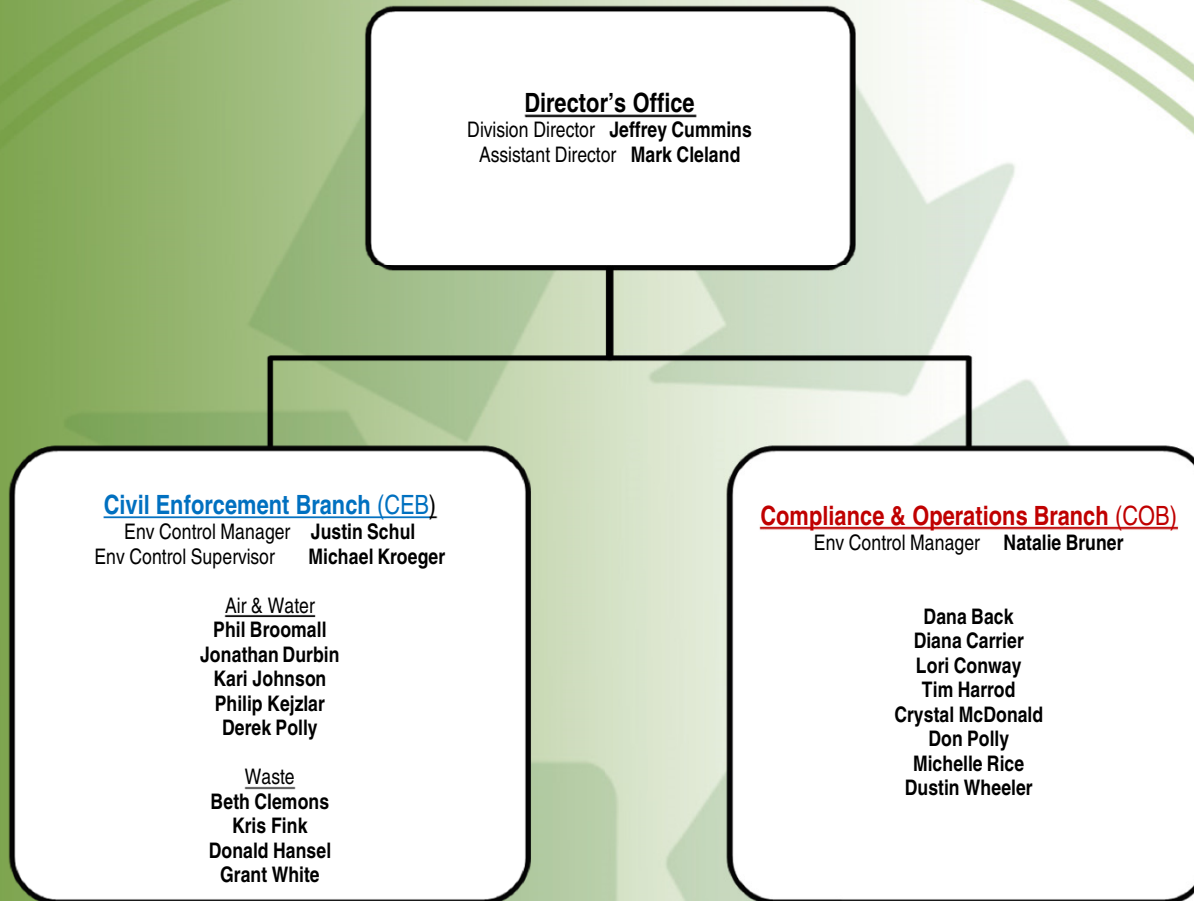 Director’s Office
Division Director Jeffrey Cummins
Assistant Director Mark Cleland
Civil Enforcement Branch (CEB)
Env Control Manager Justin Schul
Env Control Supervisor Michael Kroeger
Air & Water
Phil Broomall
Jonathan Durbin
Kari Johnson
Philip Kejzlar
Derek Polly
Waste
Beth Clemons
Kris Fink
Donald Hansel
Grant White
Compliance & Operations Branch (COB)
Env Control Manager Natalie Bruner
Dana Back
Diana Carrier
Lori Conway
Tim Harrod
Crystal McDonald
Don Polly
Michelle Rice
Dustin Wheeler